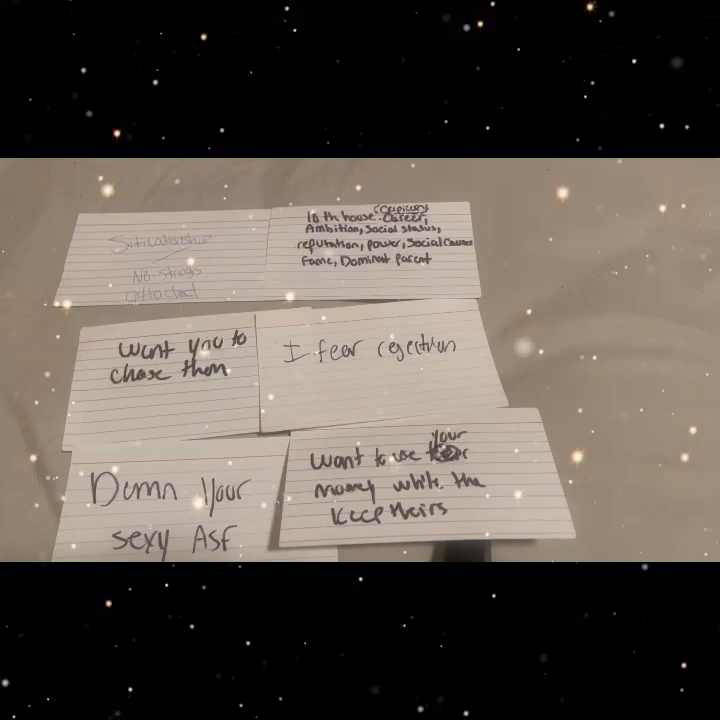 Situationship
No strings
attached
10th house: (Capricorn)
Career,
Ambition, Social status,
reputation, power, Social Causes
Fame, Dominant parent
Want you to
chase them
I fear rejection
Damn Your
sexy Asf
your
Want to use
money while the
Keep theirs